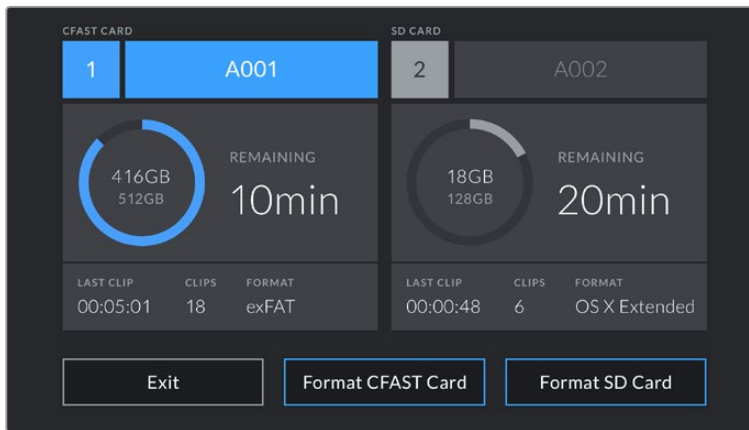 CFAST CARD
1
A001
416GB
512GB
REMAINING
10min
LAST CLIP CLIPS FORMAT
00:05:01 18 exFAT
SD CARD
2
A002
18GB
128GB
REMAINING
20min
LAST CLIP CLIPS FORMAT
00:00:48 6 OS X Extended
Exit
Format CFAST Card
Format SD Card